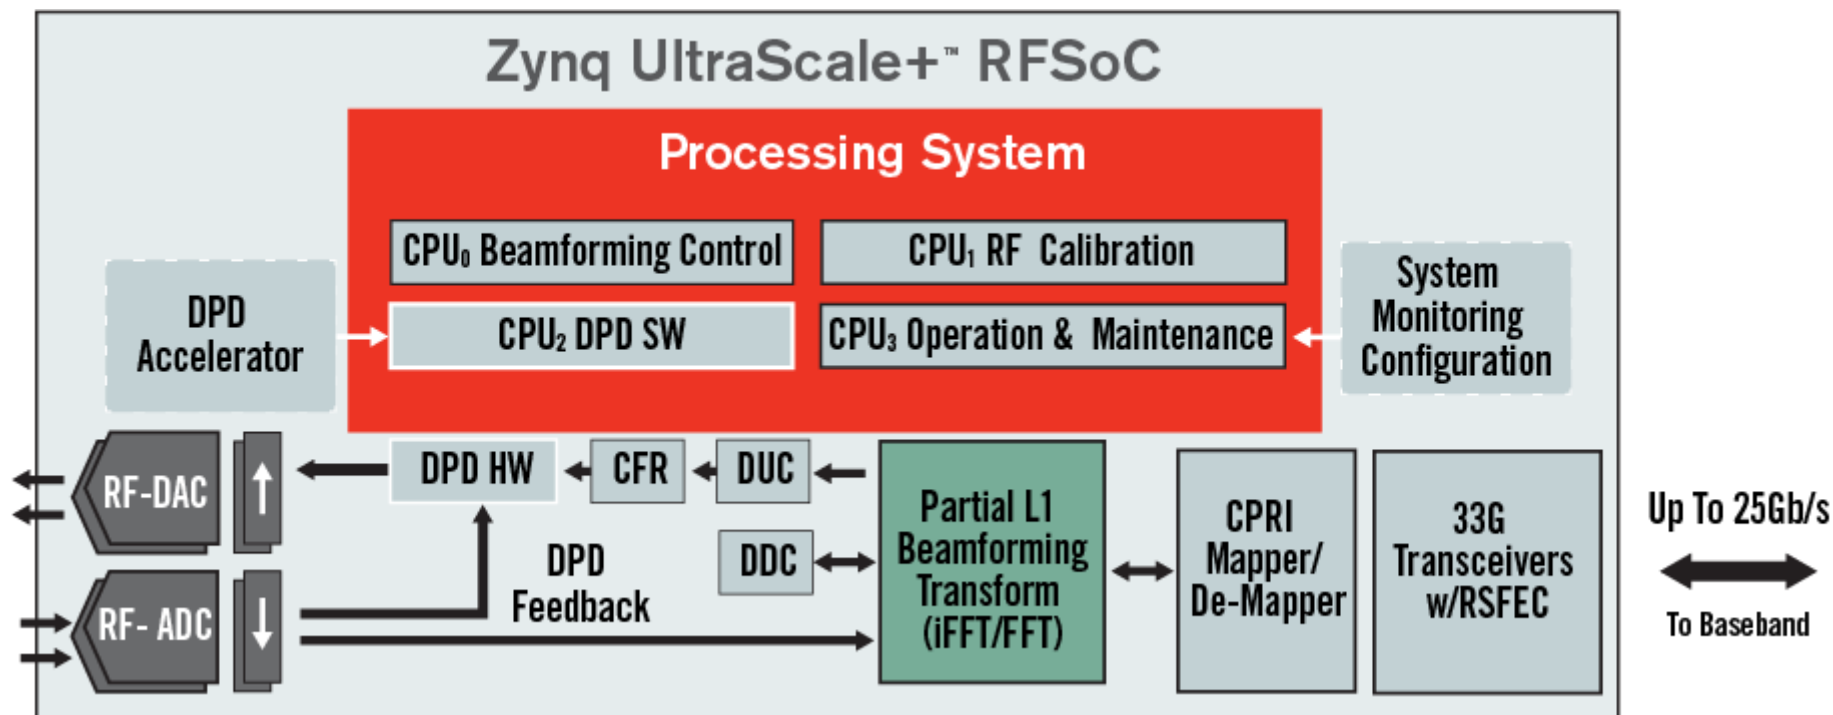 Zynq UltraScale+™ RFSoC
Processing System
CPU₀ Beamforming Control
CPU₁ RF Calibration
CPU₂ DPD SW
CPU₃ Operation & Maintenance
DPD
Accelerator
System
Monitoring
Configuration
RF-DAC
DPD HW
CFR
DUC
DDC
RF- ADC
DPD
Feedback
Partial L1
Beamforming
Transform
(iFFT/FFT)
CPRI
Mapper/
De-Mapper
33G
Transceivers
w/RSFEC
Up To 25Gb/s
To Baseband